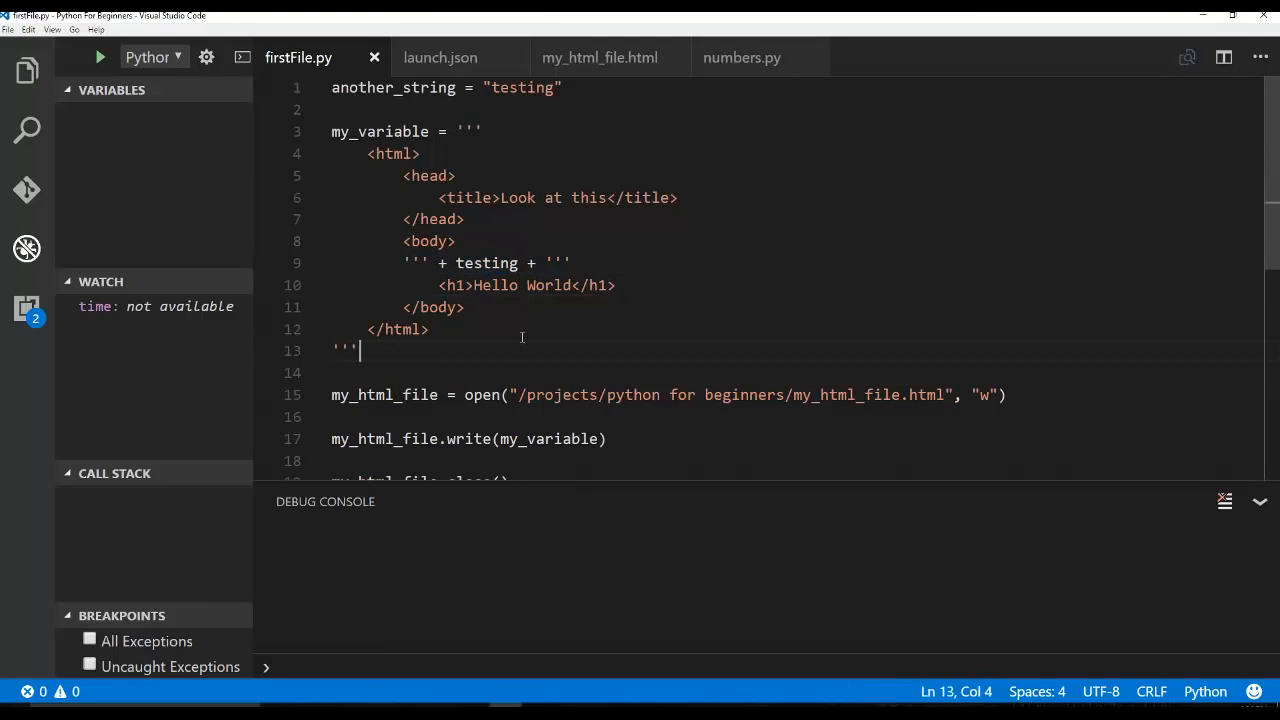 firstFile.py - Python For Beginners - Visual Studio Code
File Edit View Go Help
Python
firstFile.py
launch.json
my_html_file.html
numbers.py
VARIABLES
WATCH
time: not available
CALL STACK
BREAKPOINTS
All Exceptions
Uncaught Exceptions
2
1 another_string = "testing"
2
3 my_variable = '''
4 <html>
5 <head>
6 <title>Look at this</title>
7 </head>
8 <body>
9 ''' + testing + '''
10 <h1>Hello World</h1>
11 </body>
12 </html>
13 '''
14
15 my_html_file = open("/projects/python for beginners/my_html_file.html", "w")
16
17 my_html_file.write(my_variable)
18
my_html_file.close()
DEBUG CONSOLE
0 0
Ln 13, Col 4
Spaces: 4
UTF-8
CRLF
Python